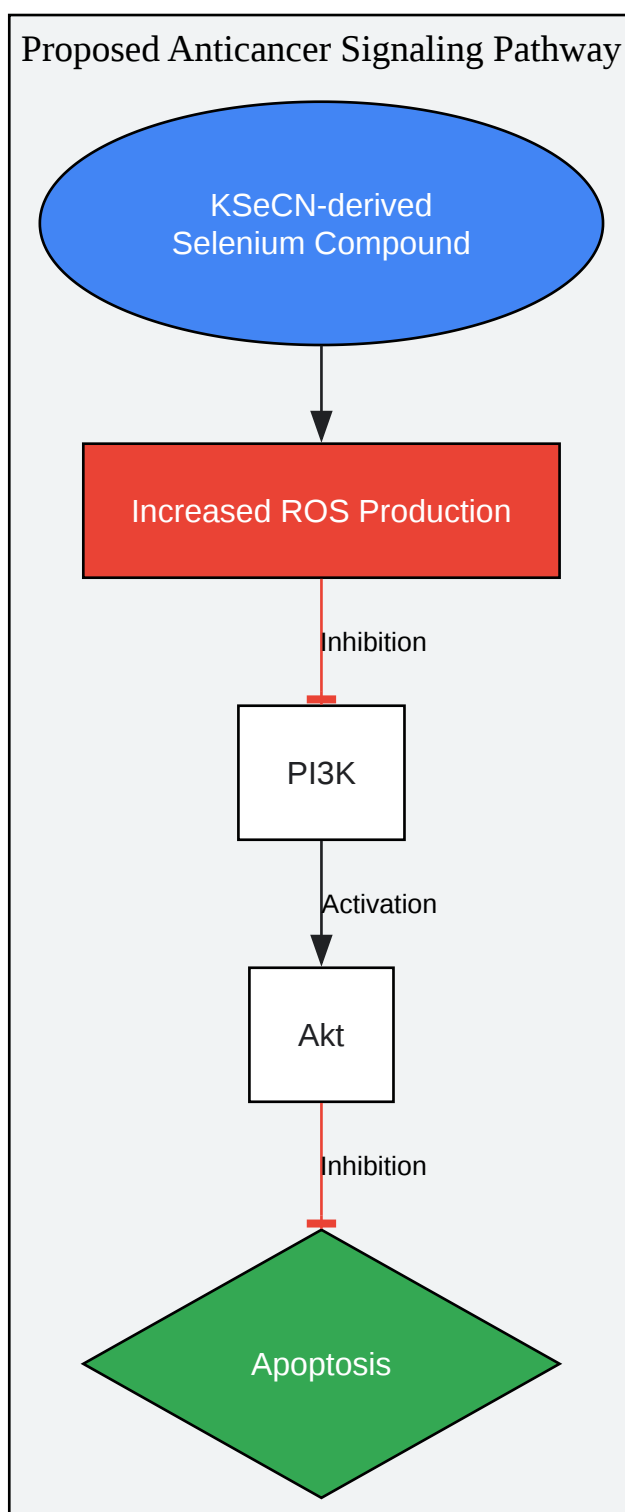 Proposed Anticancer Signaling Pathway
KSeCN-derived
Selenium Compound
Increased ROS Production
Inhibition
PI3K
Activation
Akt
Inhibition
Apoptosis